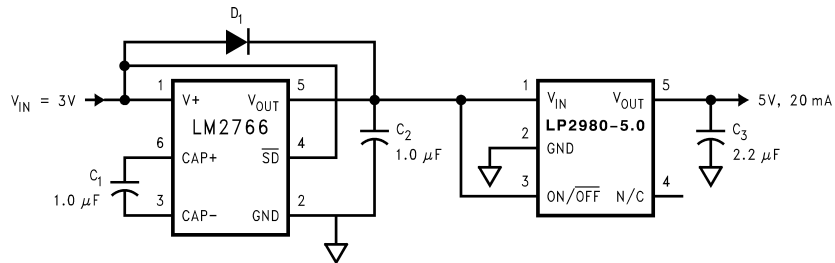 D1
VIN = 3V
1
V+
VOUT
5
LM2766
6
CAP+
SD
4
C1
1.0 µF
3
CAP-
GND
2
C2
1.0 µF
1
VIN
VOUT
5
LP2980-5.0
2
GND
3
ON/OFF
N/C
4
5V, 20 mA
C3
2.2 µF